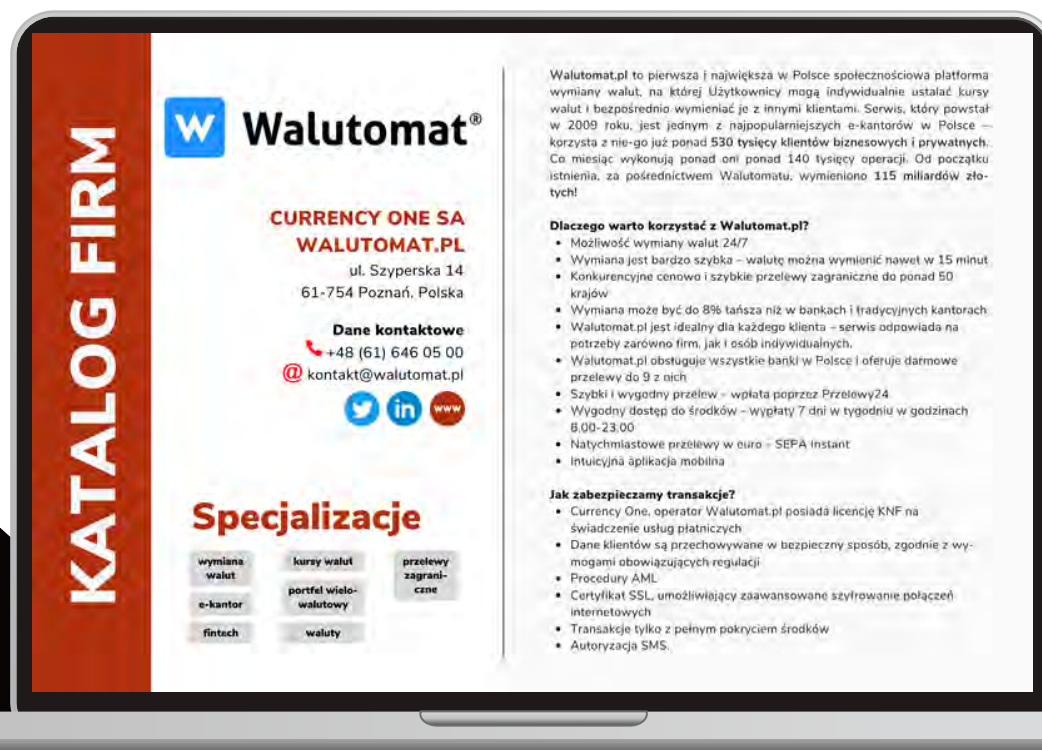 KATALOG FIRM
W Walutomat®
CURRENCY ONE SA
WALUTOMAT.PL
ul. Szyperska 14
61-754 Poznań, Polska
Dane kontaktowe
+48 (61) 646 05 00
@ kontakt@walutomat.pl
in www
Specjalizacje
wymiana
walut
e-kantor
fintech
kursy walut
portfel wielo-
walutowy
waluty
przelewy
zagrani-
czne
Walutomat.pl to pierwsza i największa w Polsce społecznościowa platforma
wymiany walut, na której Użytkownicy mogą indywidualnie ustalać kursy
walut i bezpośrednio wymieniać je z innymi klientami. Serwis, który powstał
w 2009 roku, jest jednym z najpopularniejszych e-kantorów w Polsce —
korzysta z nie-go już ponad 530 tysięcy klientów biznesowych i prywatnych.
Co miesiąc wykonują ponad oni ponad 140 tysięcy operacji. Od początku
istnienia, za pośrednictwem Walutomatu, wymieniono 115 miliardów zło-
tych!
Dlaczego warto korzystać z Walutomat.pl?
• Możliwość wymiany walut 24/7
• Wymiana jest bardzo szybka – walutę można wymienić nawet w 15 minut
• Konkurencyjne cenowo i szybkie przelewy zagraniczne do ponad 50
krajów
• Wymiana może być do 8% tańsza niż w bankach i tradycyjnych kantorach
• Walutomat.pl jest idealny dla każdego klienta – serwis odpowiada na
potrzeby zarówno firm, jak i osób indywidualnych.
• Walutomat.pl obsługuje wszystkie banki w Polsce i oferuje darmowe
przelewy do 9 z nich
• Szybki i wygodny przelew – wpłata poprzez Przelewy24
• Wygodny dostęp do środków – wypłaty 7 dni w tygodniu w godzinach
8.00-23.00
• Natychmiastowe przelewy w euro – SEPA Instant
• Intuicyjna aplikacja mobilna
Jak zabezpieczamy transakcje?
• Currency One, operator Walutomat.pl posiada licencję KNF na
świadczenie usług płatniczych
• Dane klientów są przechowywane w bezpieczny sposób, zgodnie z wy-
mogami obowiązujących regulacji
• Procedury AML
• Certyfikat SSL, umożliwiający zaawansowane szyfrowanie połączeń
internetowych
• Transakcje tylko z pełnym pokryciem środków
• Autoryzacja SMS.